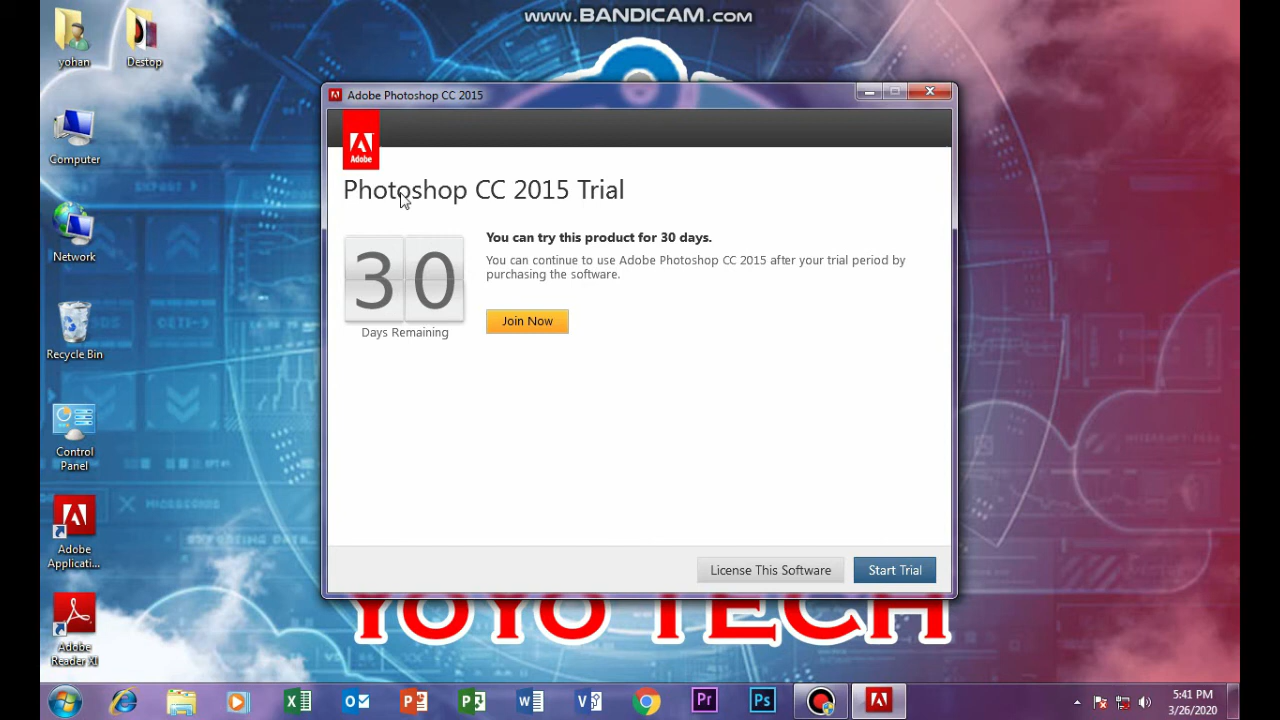 www.BANDICAM.com
yohan
Destop
Computer
Network
Recycle Bin
Control
Panel
Adobe
Applicati...
Adobe
Reader XI
Adobe Photoshop CC 2015
Adobe
Photoshop CC 2015 Trial
30
Days Remaining
You can try this product for 30 days.
You can continue to use Adobe Photoshop CC 2015 after your trial period by
purchasing the software.
Join Now
License This Software
Start Trial
YOYO TECH
Pr
Ps
5:41 PM
3/26/2020